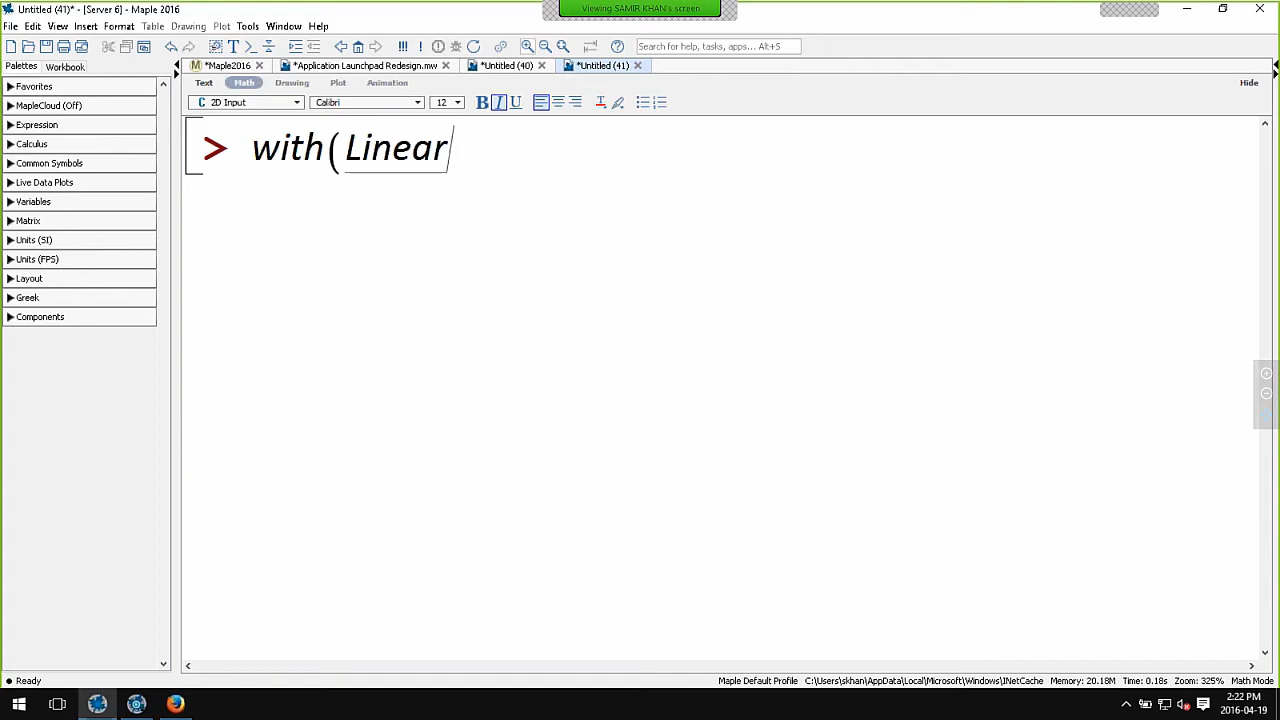 Viewing SAMIR KHAN's screen
Untitled (41)* - [Server 6] - Maple 2016
File Edit View Insert Format Table Drawing Plot Tools Window Help
Search for help, tasks, apps... Alt+S
Palettes Workbook
*Maple2016 *Application Launchpad Redesign.mw *Untitled (40) *Untitled (41)
Text Math Drawing Plot Animation Hide
C 2D Input Calibri 12 B I U
Favorites
MapleCloud (Off)
Expression
Calculus
Common Symbols
Live Data Plots
Variables
Matrix
Units (SI)
Units (FPS)
Layout
Greek
Components
> with(Linear
Ready Maple Default Profile C:\Users\skhan\AppData\Local\Microsoft\Windows\INetCache Memory: 20.18M Time: 0.18s Zoom: 325% Math Mode
2:22 PM
2016-04-19